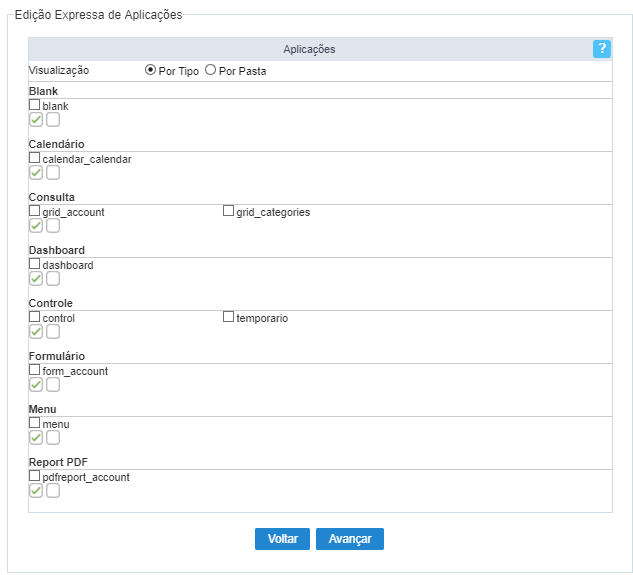 Edição Expressa de Aplicações
Aplicações ?
Visualização Por Tipo Por Pasta
Blank
blank
Calendário
calendar_calendar
Consulta
grid_account grid_categories
Dashboard
dashboard
Controle
control temporario
Formulário
form_account
Menu
menu
Report PDF
pdfreport_account
Voltar Avançar